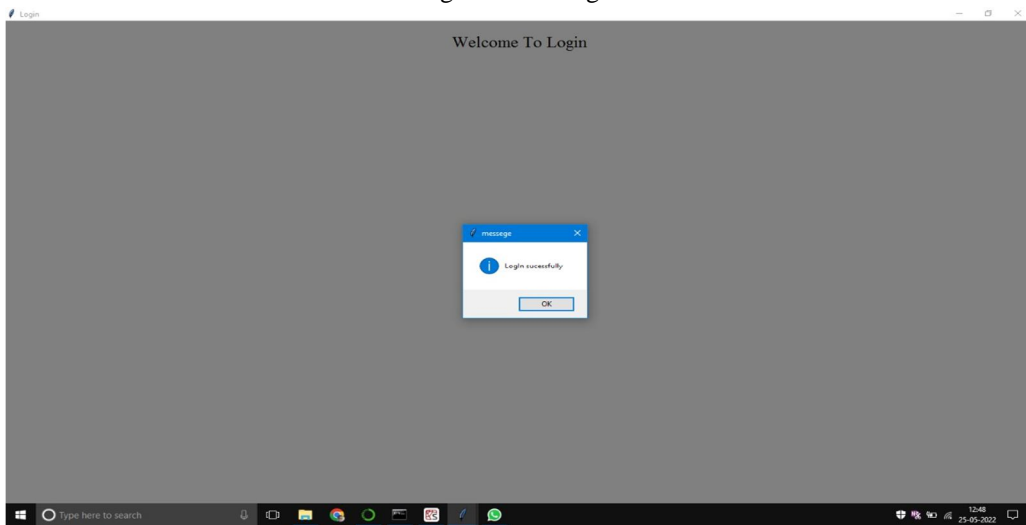 Login
Welcome To Login
messege
Login sucessfully
OK
Type here to search
12:48
25-05-2022